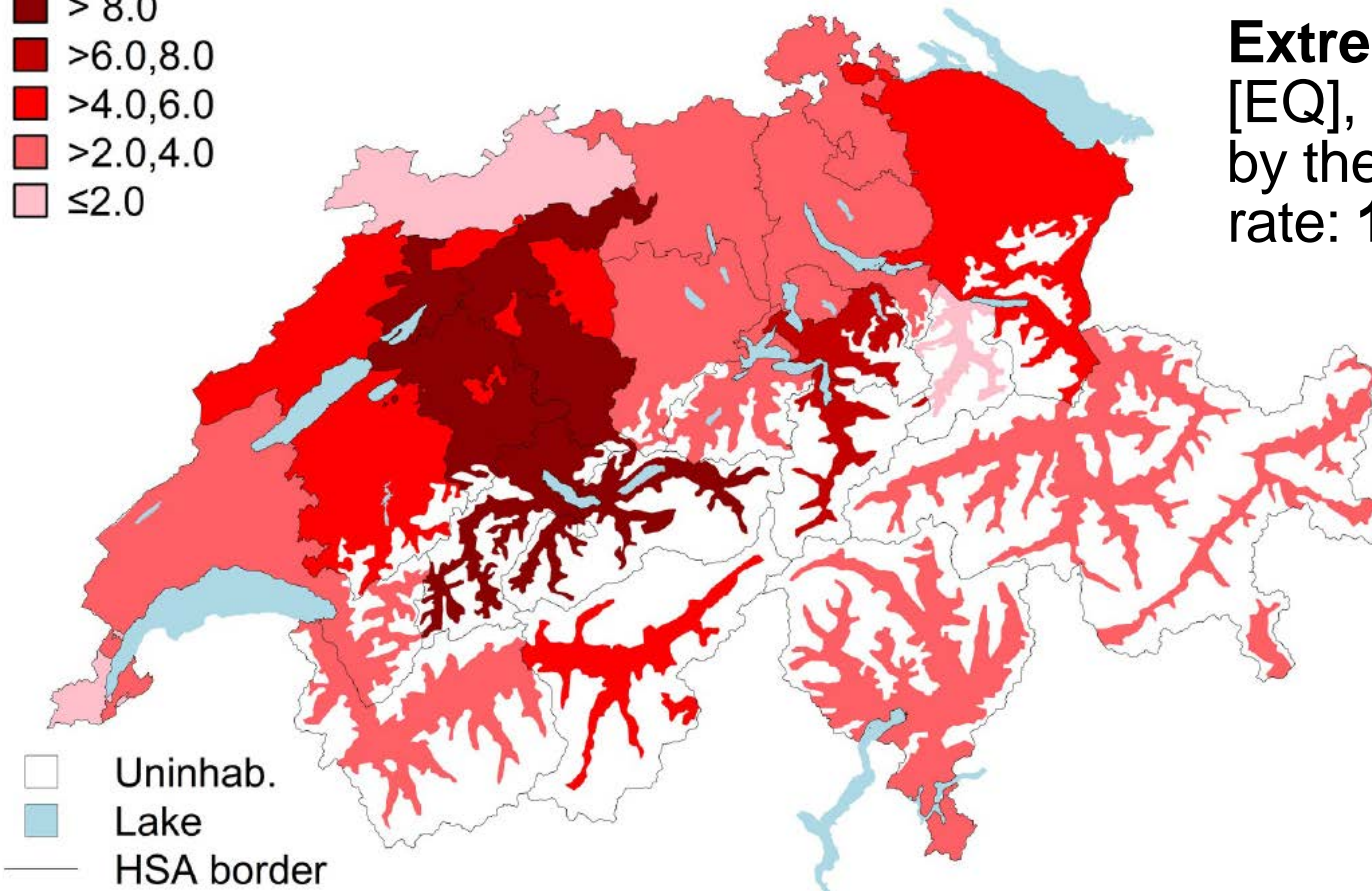 > 8.0
>6.0,8.0
>4.0,6.0
>2.0,4.0
≤2.0
Extre
[EQ],
by the
rate: 1
Uninhab.
Lake
HSA border